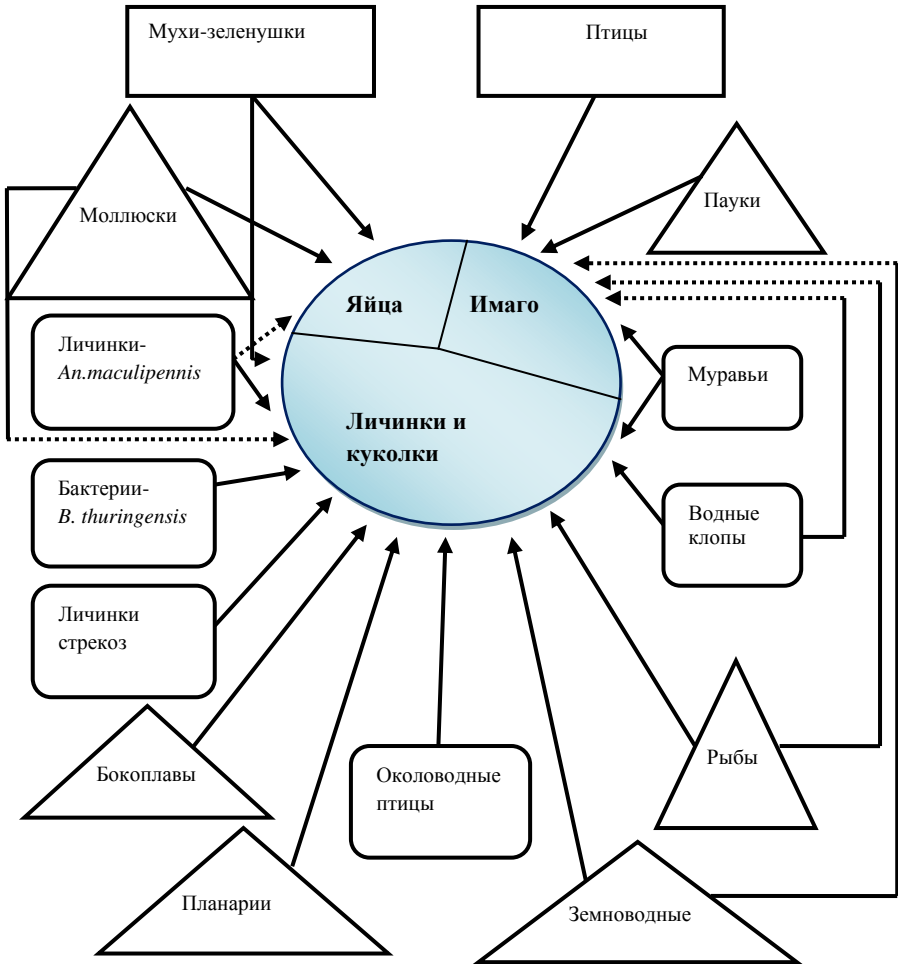 Мухи-зеленушки
Птицы
Моллюски
Пауки
Яйца
Имаго
Личинки-
An.maculipennis
Муравьи
Личинки и
куколки
Бактерии-
B. thuringensis
Водные
клопы
Личинки
стрекоз
Бокоплавы
Околоводные
птицы
Рыбы
Планарии
Земноводные